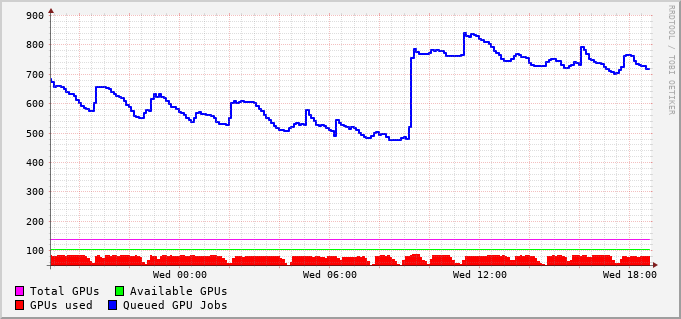 900
800
700
600
500
400
300
200
100
Wed 00:00 Wed 06:00 Wed 12:00 Wed 18:00
Total GPUs Available GPUs
GPUs used Queued GPU Jobs
RRDTOOL / TOBI OETIKER